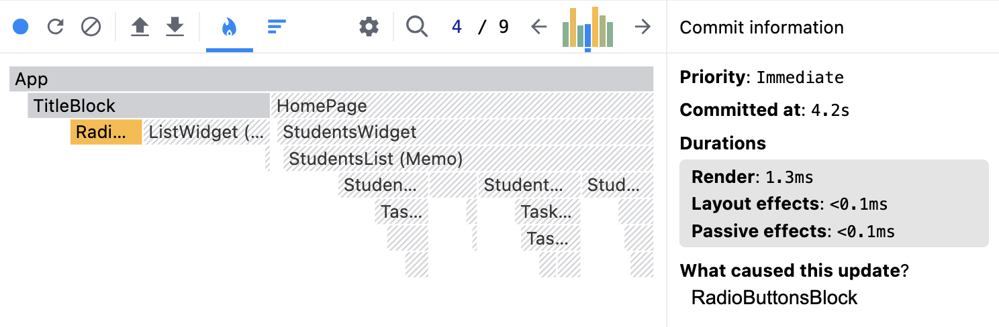 4 / 9
Commit information
App
TitleBlock HomePage
Radi... ListWidget (... StudentsWidget
StudentsList (Memo)
Studen... Student... Stud...
Tas... Task...
Tas...
Priority: Immediate
Committed at: 4.2s
Durations
Render: 1.3ms
Layout effects: <0.1ms
Passive effects: <0.1ms
What caused this update?
RadioButtonsBlock